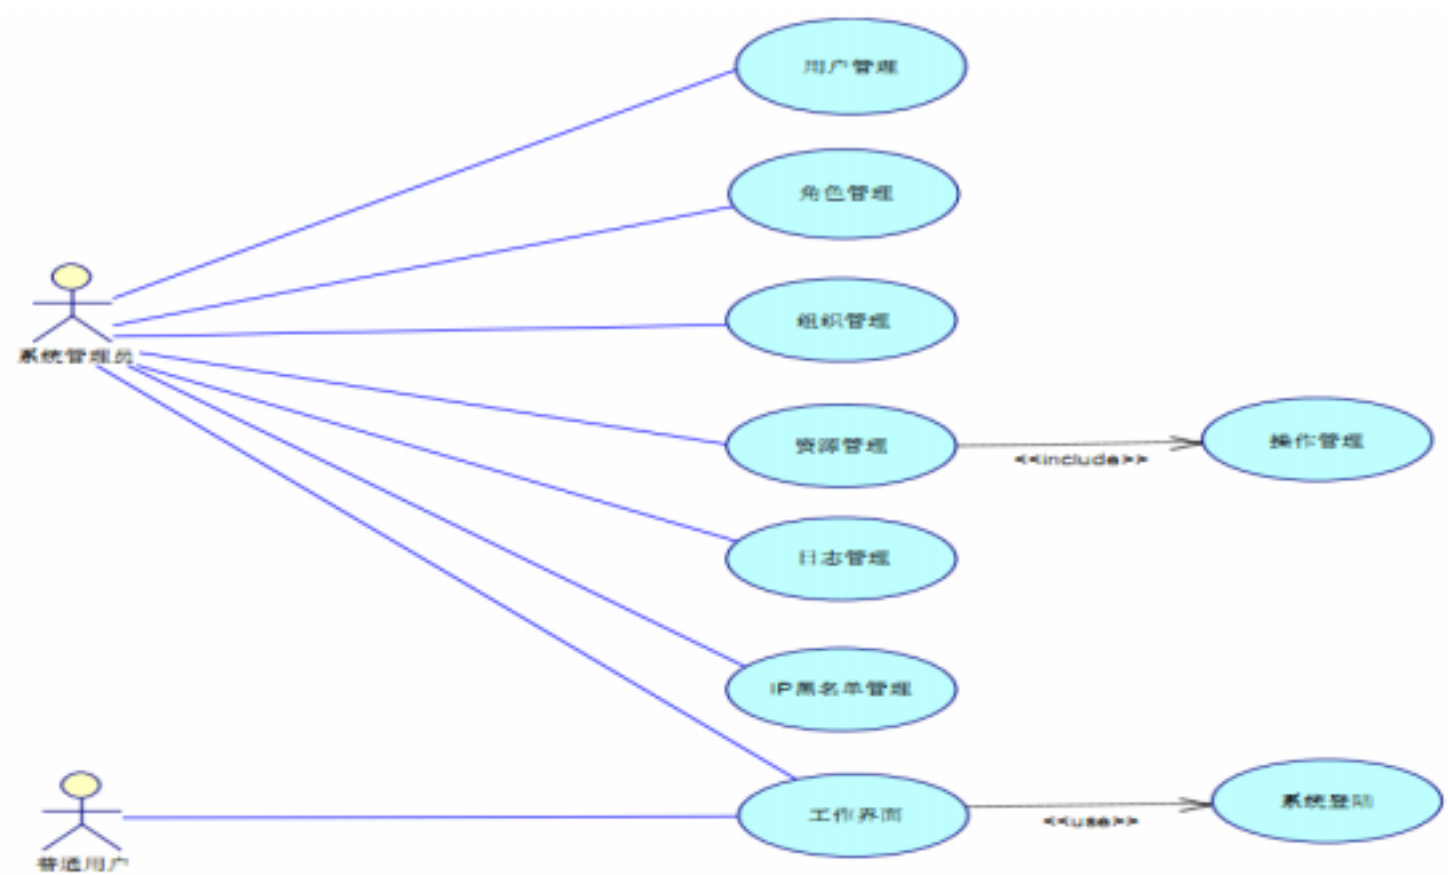 用户管理
角色管理
系统管理员
组织管理
资源管理
<<include>>
操作管理
日志管理
IP黑名单管理
普通用户
工作界面
<<use>>
系统登陆